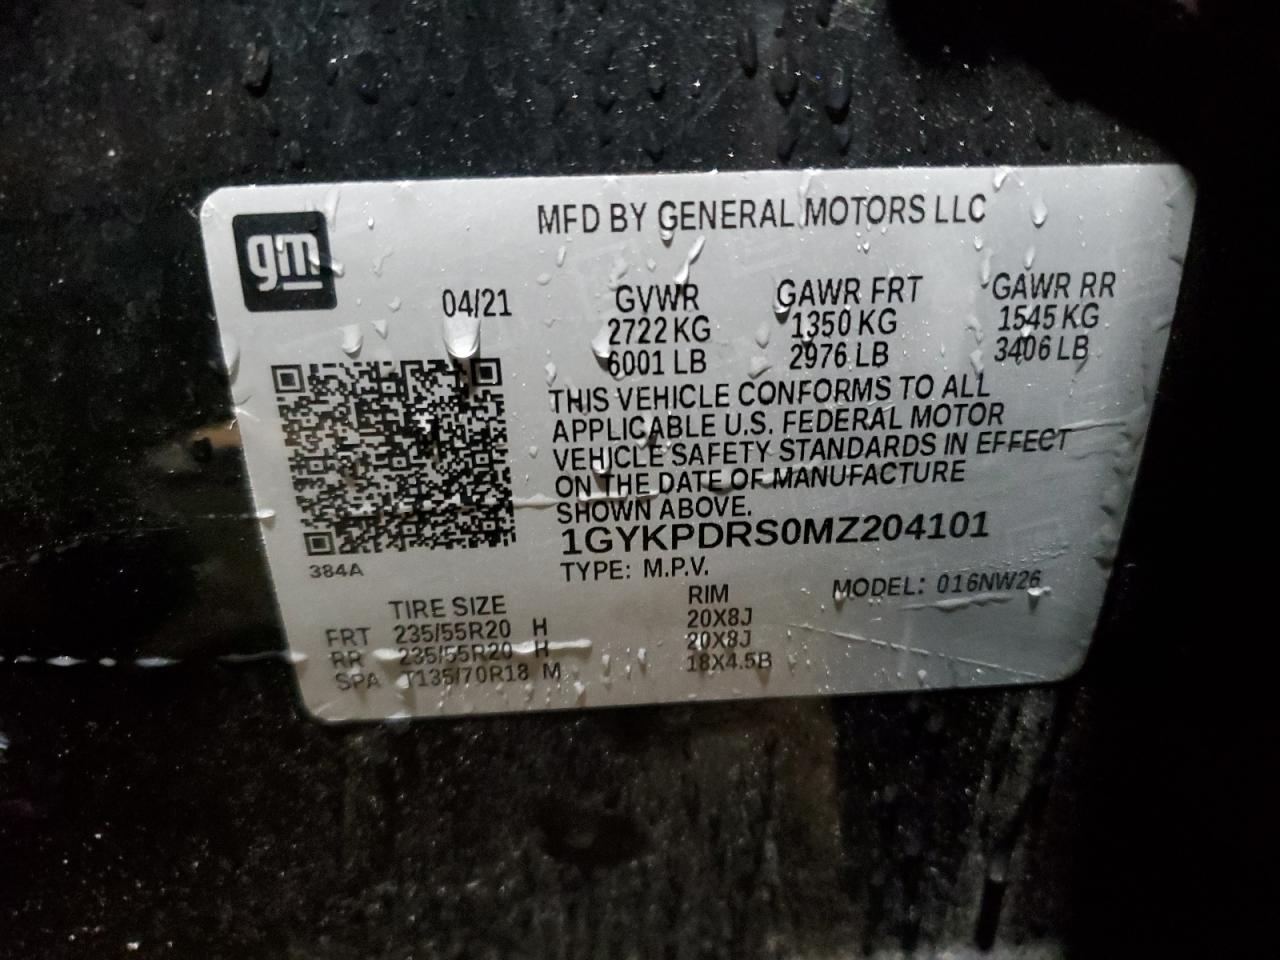 gm
MFD BY GENERAL MOTORS LLC
04/21
GVWR GAWR FRT GAWR RR
2722 KG 1350 KG 1545 KG
6001 LB 2976 LB 3406 LB
THIS VEHICLE CONFORMS TO ALL
APPLICABLE U.S. FEDERAL MOTOR
VEHICLE SAFETY STANDARDS IN EFFECT
ON THE DATE OF MANUFACTURE
SHOWN ABOVE.
1GYKPDRS0MZ204101
384A
TYPE: M.P.V.
MODEL: 016NW26
TIRE SIZE RIM
FRT 235/55R20 H 20X8J
RR 235/55R20 H 20X8J
SPA T135/70R18 M 18X4.5B